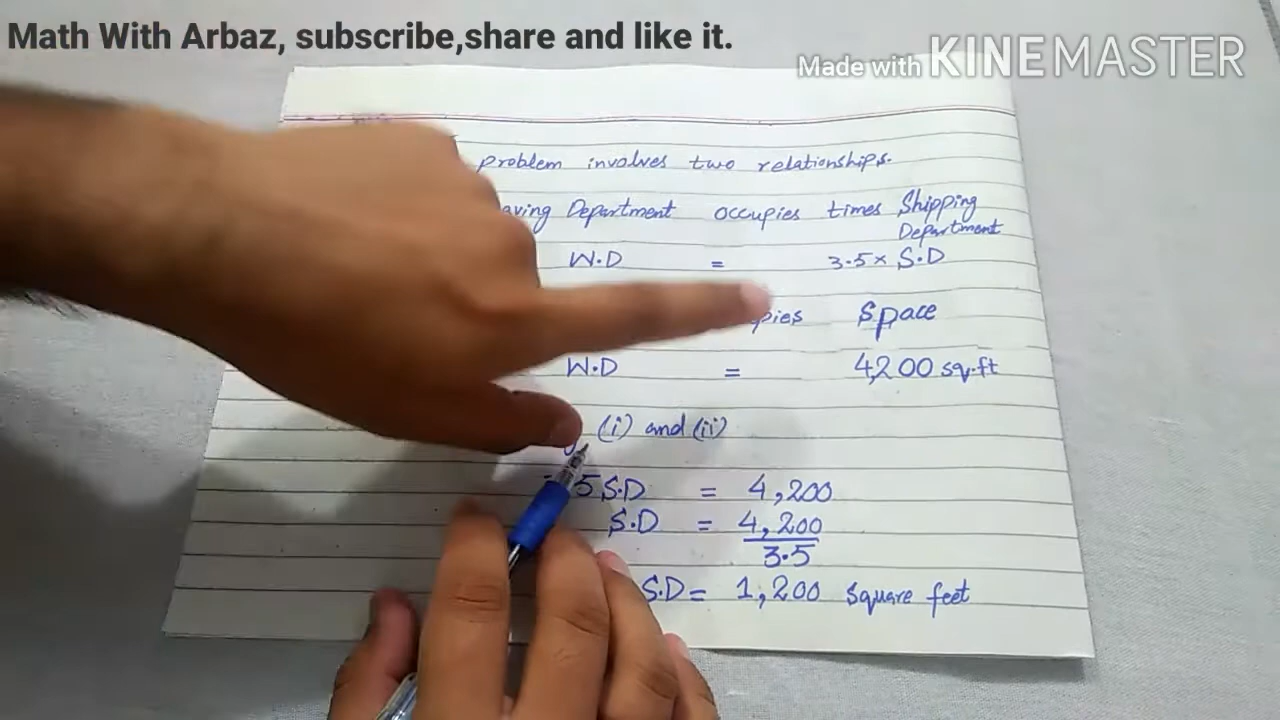 Math With Arbaz, subscribe,share and like it.
Made with KINEMASTER
problem involves two relationships.
aving Department occupies times Shipping
Department
W.D = 3.5× S.D
pies Space
W.D = 4,200 sq.ft
(i) and (ii)
5 S.D = 4,200
S.D = 4,200
3.5
S.D = 1,200 Square feet